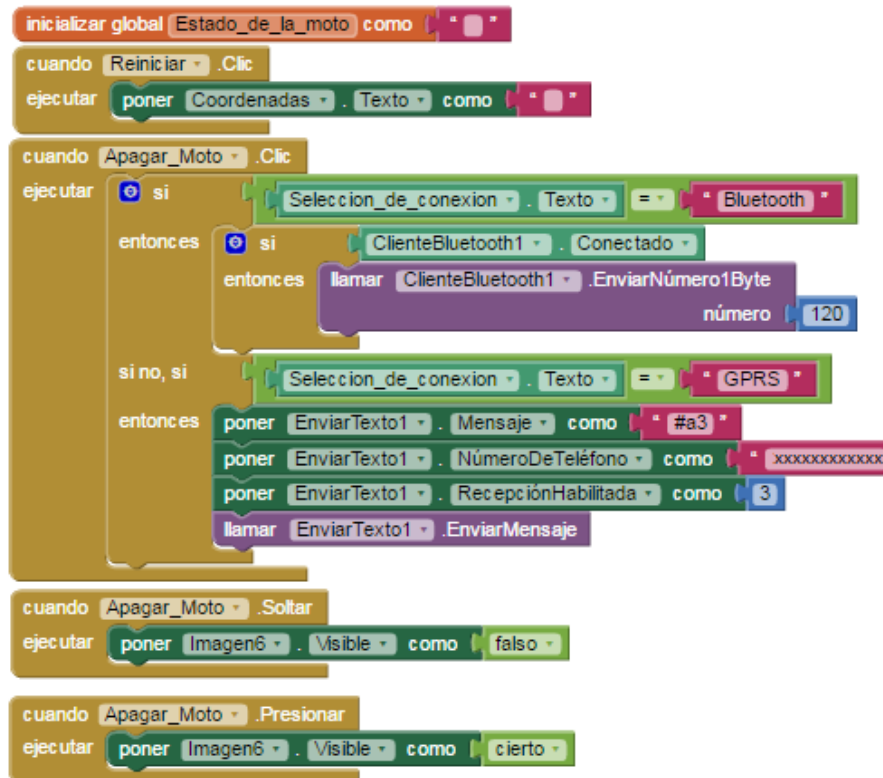 inicializar global Estado_de_la_moto como " "
cuando Reiniciar .Clic
ejecutar poner Coordenadas . Texto como " "
cuando Apagar_Moto .Clic
ejecutar si Seleccion_de_conexion . Texto = " Bluetooth "
entonces si ClienteBluetooth1 . Conectado
entonces llamar ClienteBluetooth1 .EnviarNúmero1Byte
número 120
si no, si Seleccion_de_conexion . Texto = " GPRS "
entonces poner EnviarTexto1 . Mensaje como " #a3 "
poner EnviarTexto1 . NúmeroDeTeléfono como " xxxxxxxxxxxx
poner EnviarTexto1 . RecepciónHabilitada como 3
llamar EnviarTexto1 .EnviarMensaje
cuando Apagar_Moto .Soltar
ejecutar poner Imagen6 . Visible como falso
cuando Apagar_Moto .Presionar
ejecutar poner Imagen6 . Visible como cierto